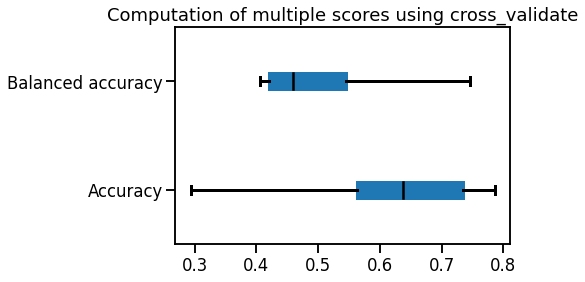 Computation of multiple scores using cross_validate
Balanced accuracy
Accuracy
0.3 0.4 0.5 0.6 0.7 0.8